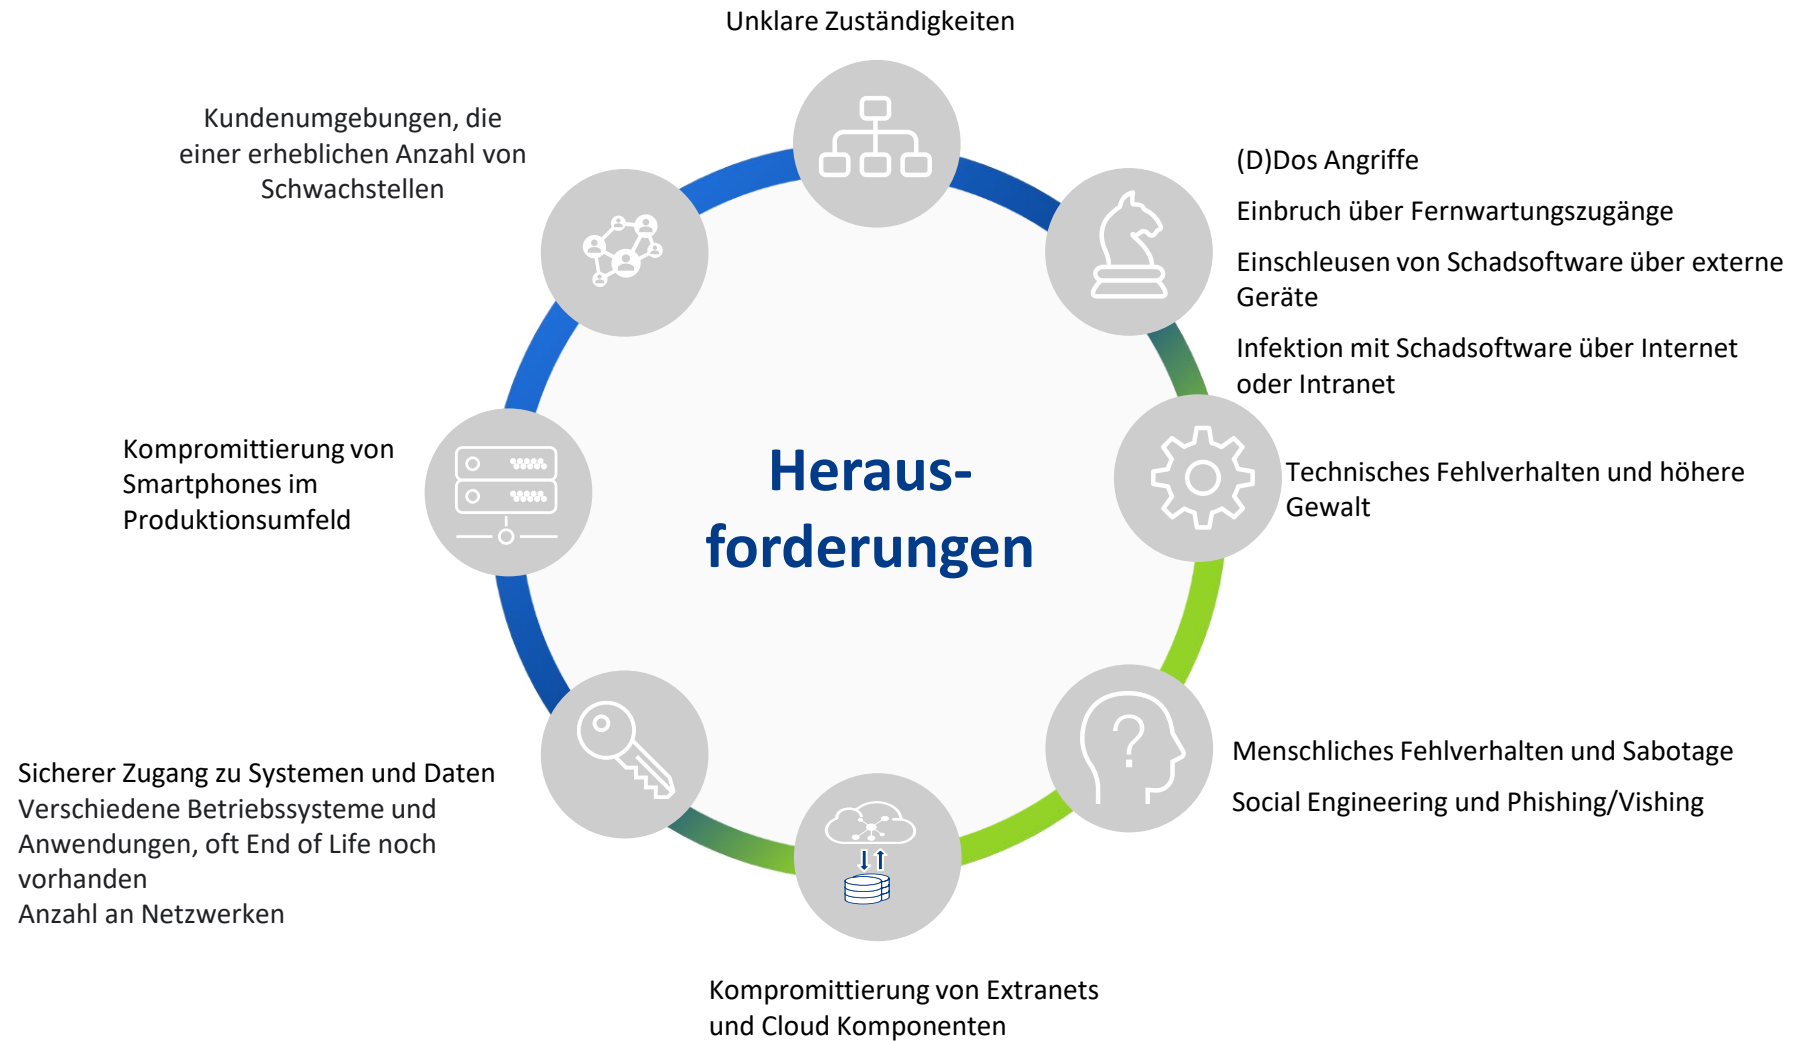 Unklare Zuständigkeiten
Kundenumgebungen, die
einer erheblichen Anzahl von
Schwachstellen
(D)Dos Angriffe
Einbruch über Fernwartungszugänge
Einschleusen von Schadsoftware über externe
Geräte
Infektion mit Schadsoftware über Internet
oder Intranet
Kompromittierung von
Smartphones im
Produktionsumfeld
Heraus-
forderungen
Technisches Fehlverhalten und höhere
Gewalt
Sicherer Zugang zu Systemen und Daten
Verschiedene Betriebssysteme und
Anwendungen, oft End of Life noch
vorhanden
Anzahl an Netzwerken
?
Menschliches Fehlverhalten und Sabotage
Social Engineering und Phishing/Vishing
Kompromittierung von Extranets
und Cloud Komponenten